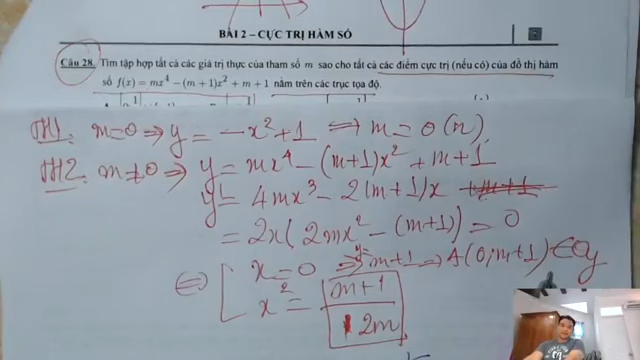 BÀI 2 – CỰC TRỊ HÀM SỐ
Câu 28. Tìm tập hợp tất cả các giá trị thực của tham số m sao cho tất cả các điểm cực trị (nếu có) của đồ thị hàm
số f(x) = mx⁴ − (m+1)x² + m + 1 nằm trên các trục tọa độ.
TH1: m=0 ⇒ y = −x²+1 ⇔ m = 0 (n)
TH2: m≠0 ⇒ y = mx⁴ − (m+1)x² + m+1
y' = 4mx³ − 2(m+1)x
= 2x(2mx² − (m+1)) = 0
⇔ [ x = 0 ⇒ y = m+1 ⇒ A(0; m+1) ∈ Oy
x² = (m+1)/(2m)